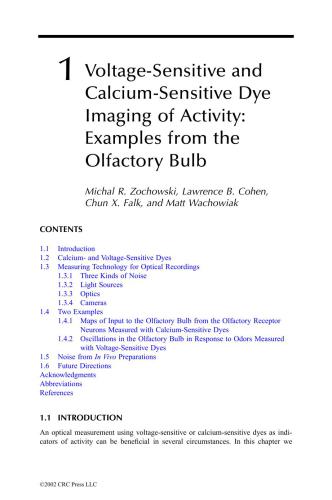 1 Voltage-Sensitive and
Calcium-Sensitive Dye
Imaging of Activity:
Examples from the
Olfactory Bulb
Michal R. Zochowski, Lawrence B. Cohen,
Chun X. Falk, and Matt Wachowiak
CONTENTS
1.1 Introduction
1.2 Calcium- and Voltage-Sensitive Dyes
1.3 Measuring Technology for Optical Recordings
1.3.1 Three Kinds of Noise
1.3.2 Light Sources
1.3.3 Optics
1.3.4 Cameras
1.4 Two Examples
1.4.1 Maps of Input to the Olfactory Bulb from the Olfactory Receptor
Neurons Measured with Calcium-Sensitive Dyes
1.4.2 Oscillations in the Olfactory Bulb in Response to Odors Measured
with Voltage-Sensitive Dyes
1.5 Noise from In Vivo Preparations
1.6 Future Directions
Acknowledgments
Abbreviations
References
1.1 INTRODUCTION
An optical measurement using voltage-sensitive or calcium-sensitive dyes as indi-
cators of activity can be beneficial in several circumstances. In this chapter we
©2002 CRC Press LLC